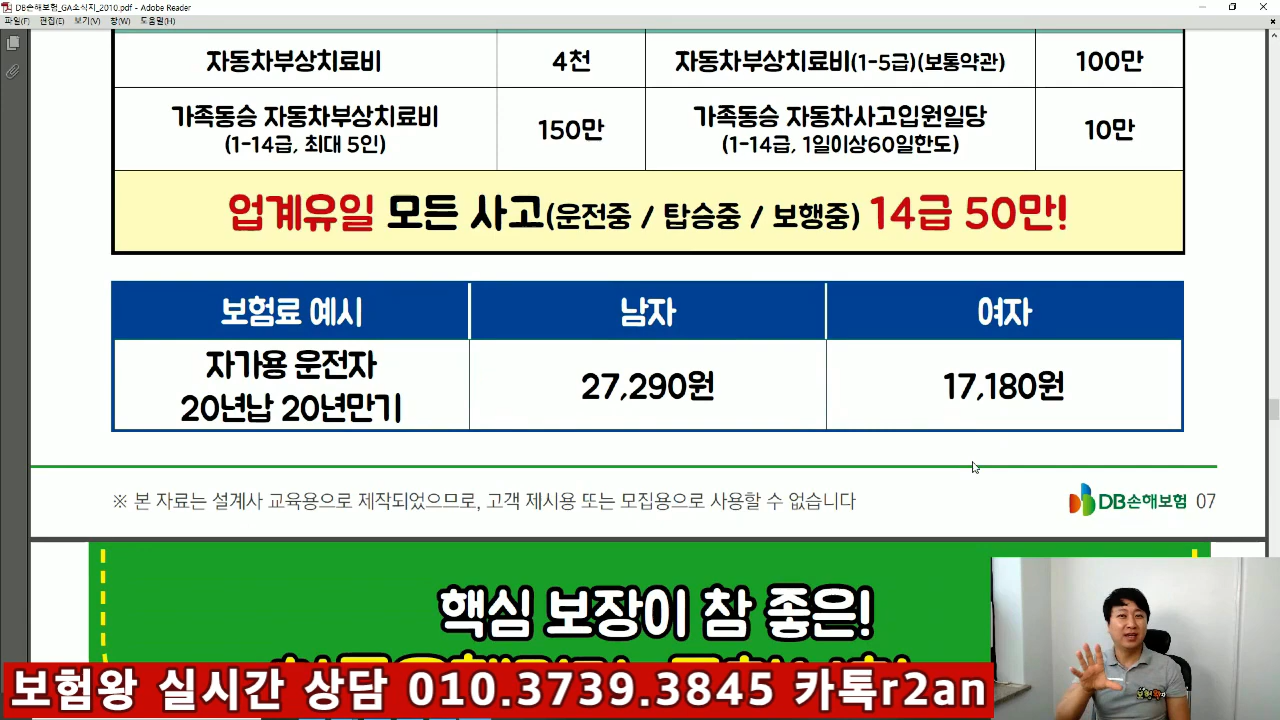 DB손해보험_GA소식지_2010.pdf - Adobe Reader
파일(F) 편집(E) 보기(V) 창(W) 도움말(H)
자동차부상치료비 4천 자동차부상치료비(1-5급)(보통약관) 100만
가족동승 자동차부상치료비 150만 가족동승 자동차사고입원일당 10만
(1-14급, 최대 5인) (1-14급, 1일이상60일한도)
업계유일 모든 사고(운전중 / 탑승중 / 보행중) 14급 50만!
보험료 예시 남자 여자
자가용 운전자
20년납 20년만기 27,290원 17,180원
※ 본 자료는 설계사 교육용으로 제작되었으므로, 고객 제시용 또는 모집용으로 사용할 수 없습니다
DB손해보험 07
핵심 보장이 참 좋은!
보험왕 실시간 상담 010.3739.3845 카톡r2an